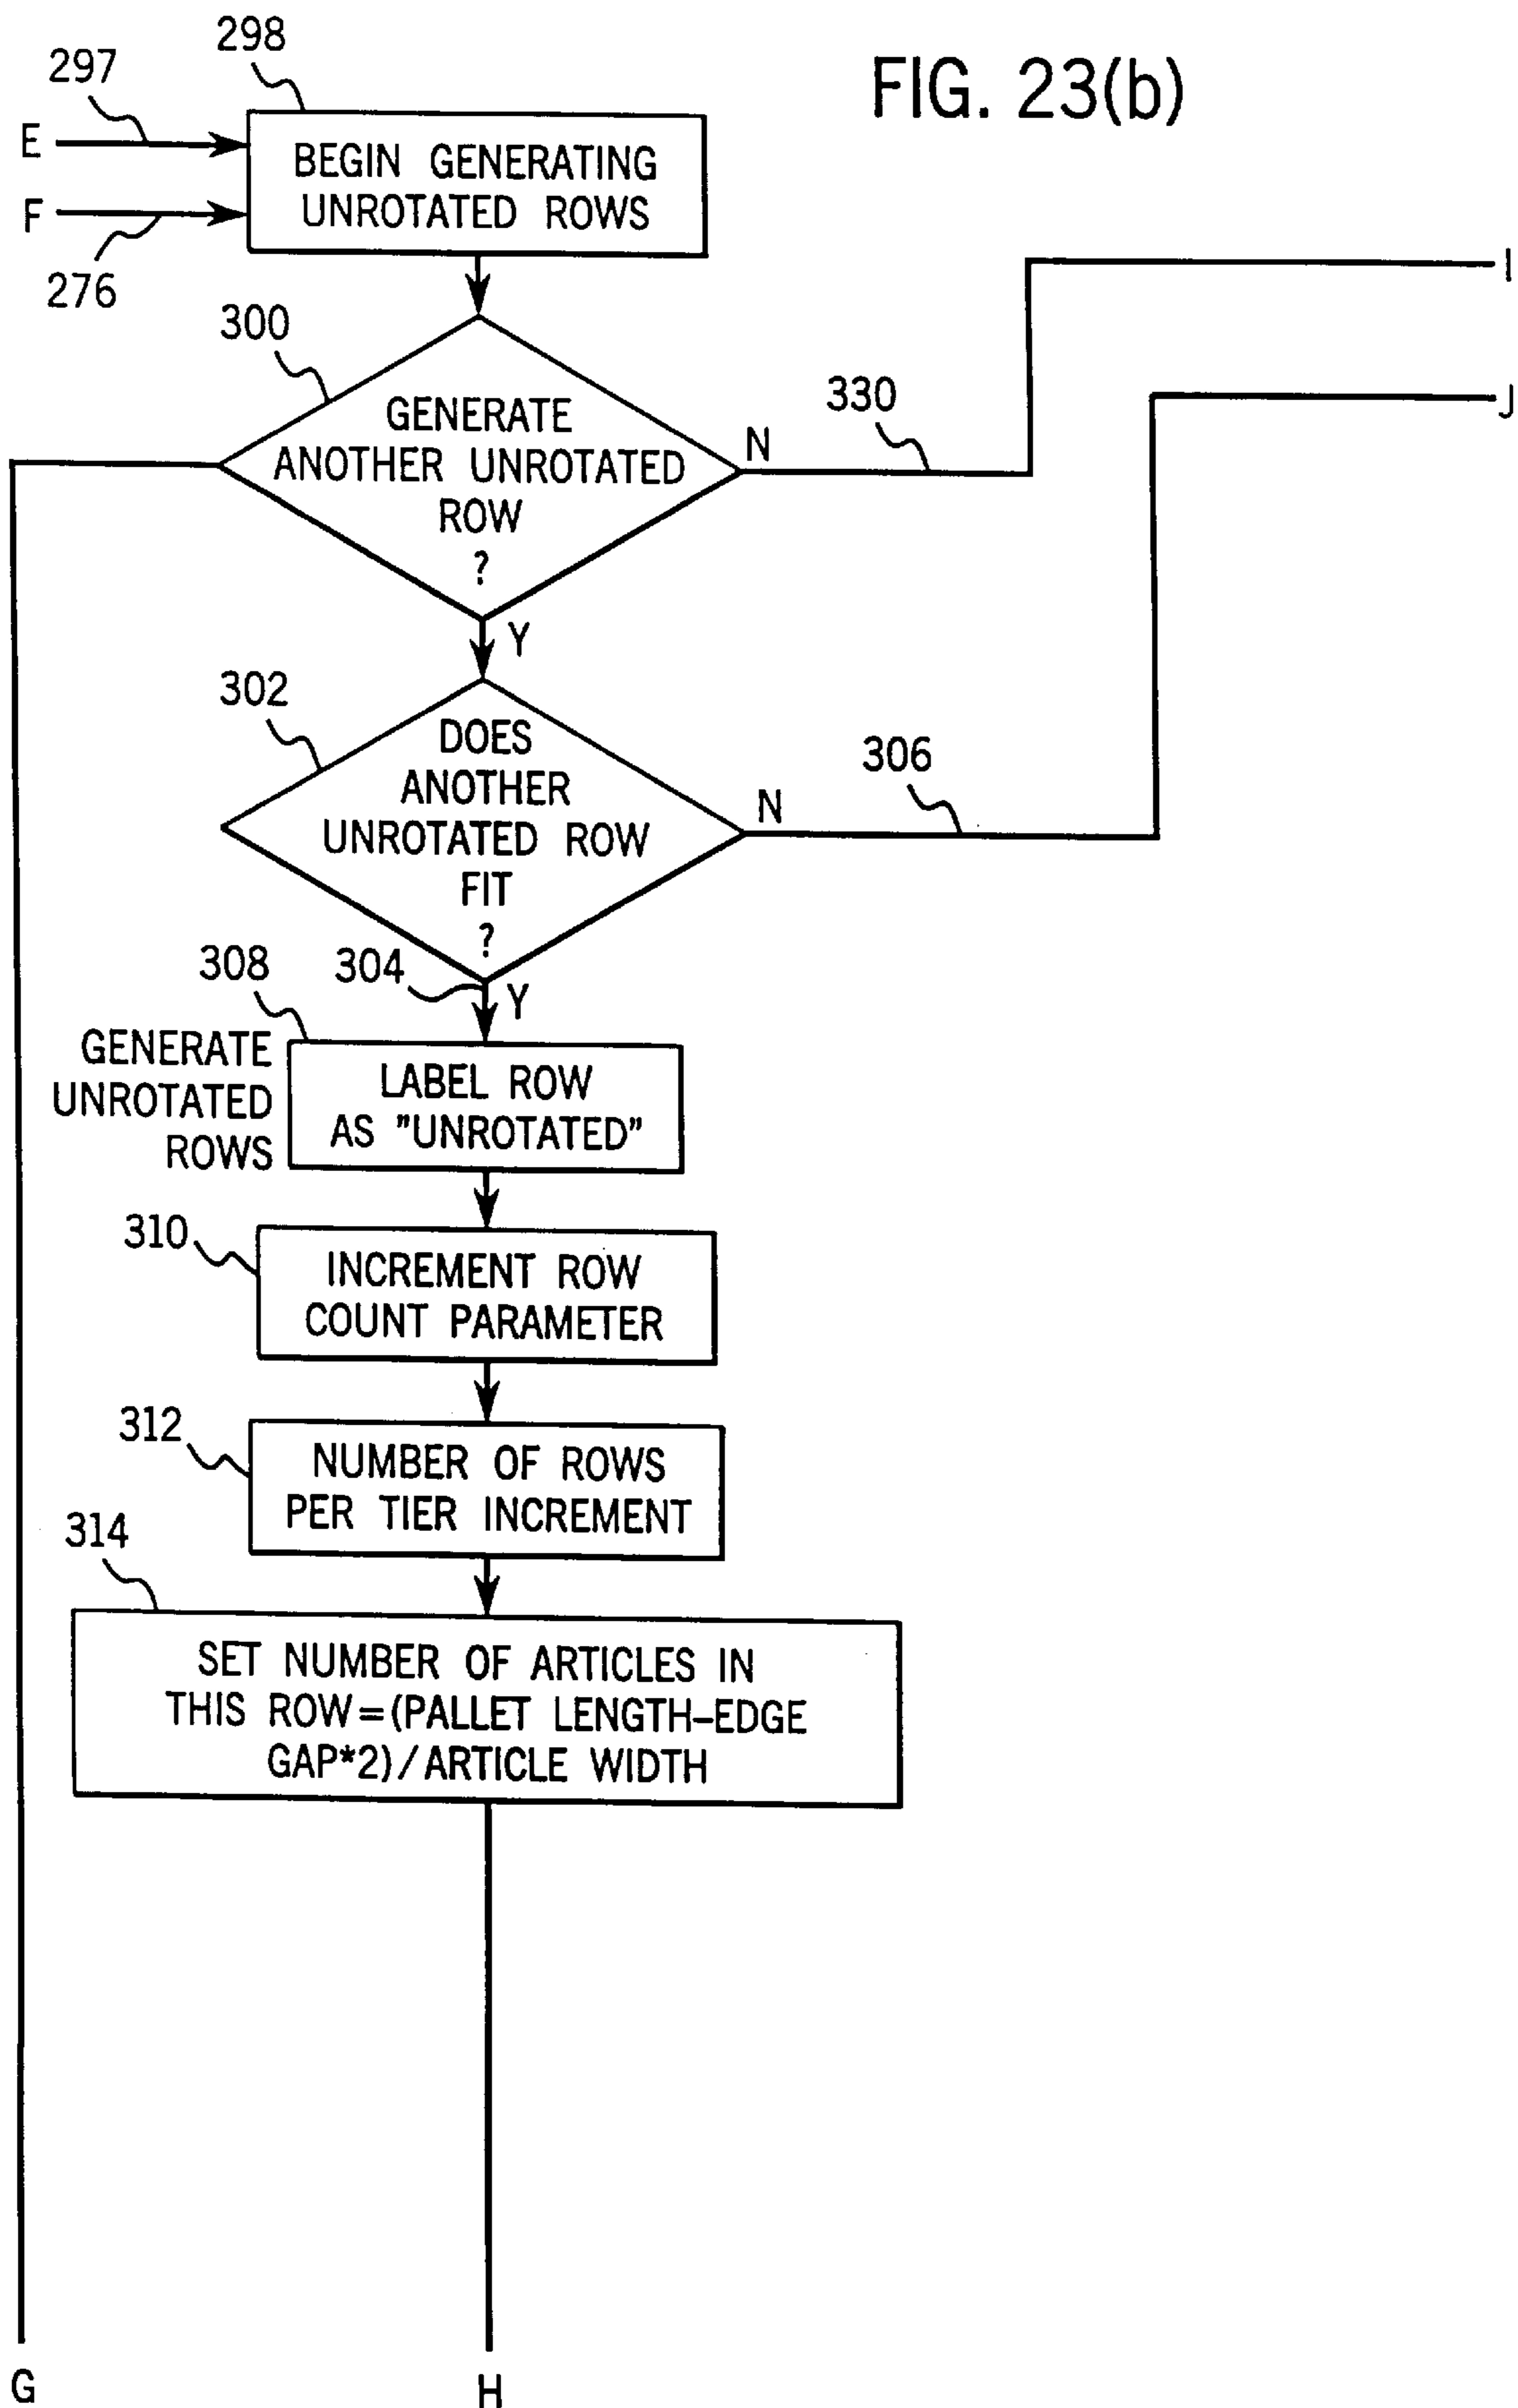 298
FIG. 23(b)
297
E
BEGIN GENERATING
UNROTATED ROWS
F
276
I
300
330
J
GENERATE
ANOTHER UNROTATED
ROW
?
N
Y
302
DOES
ANOTHER
UNROTATED ROW
FIT
?
306
N
308
304
Y
GENERATE
UNROTATED
ROWS
LABEL ROW
AS "UNROTATED"
310
INCREMENT ROW
COUNT PARAMETER
312
NUMBER OF ROWS
PER TIER INCREMENT
314
SET NUMBER OF ARTICLES IN
THIS ROW=(PALLET LENGTH-EDGE
GAP*2)/ARTICLE WIDTH
G
H